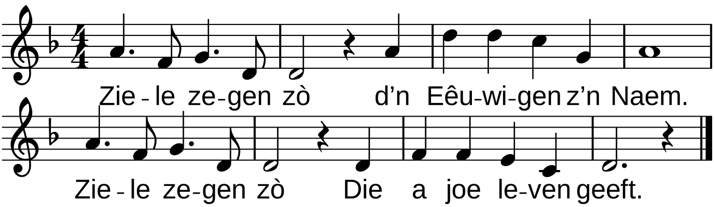 Zie-le ze-gen zò d’n Eêu-wi-gen z’n Naem.
Zie-le ze-gen zò Die a joe le-ven geeft.